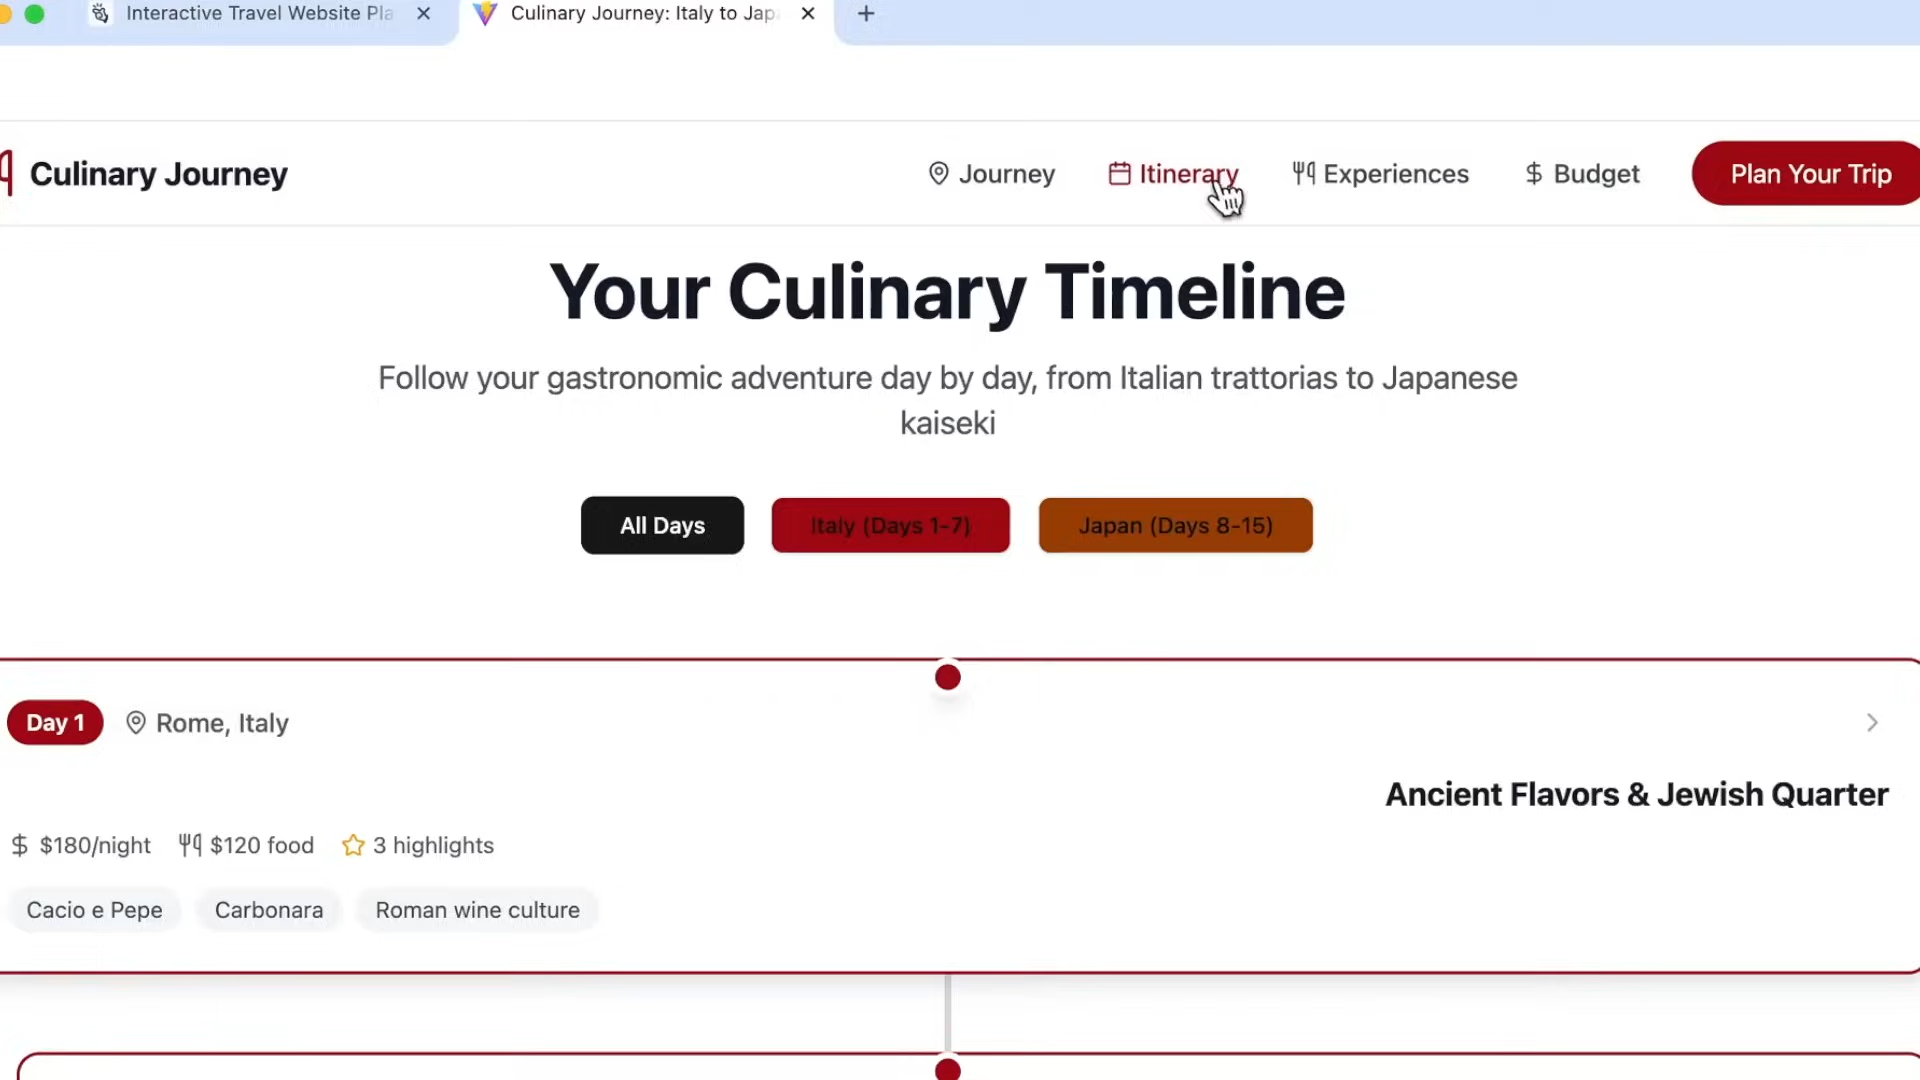 Interactive Travel Website Pla
Culinary Journey: Italy to Japa
Culinary Journey
Journey
Itinerary
Experiences
$ Budget
Plan Your Trip
Your Culinary Timeline
Follow your gastronomic adventure day by day, from Italian trattorias to Japanese
kaiseki
All Days
Italy (Days 1-7)
Japan (Days 8-15)
Day 1
Rome, Italy
Ancient Flavors & Jewish Quarter
$ $180/night
$120 food
3 highlights
Cacio e Pepe
Carbonara
Roman wine culture